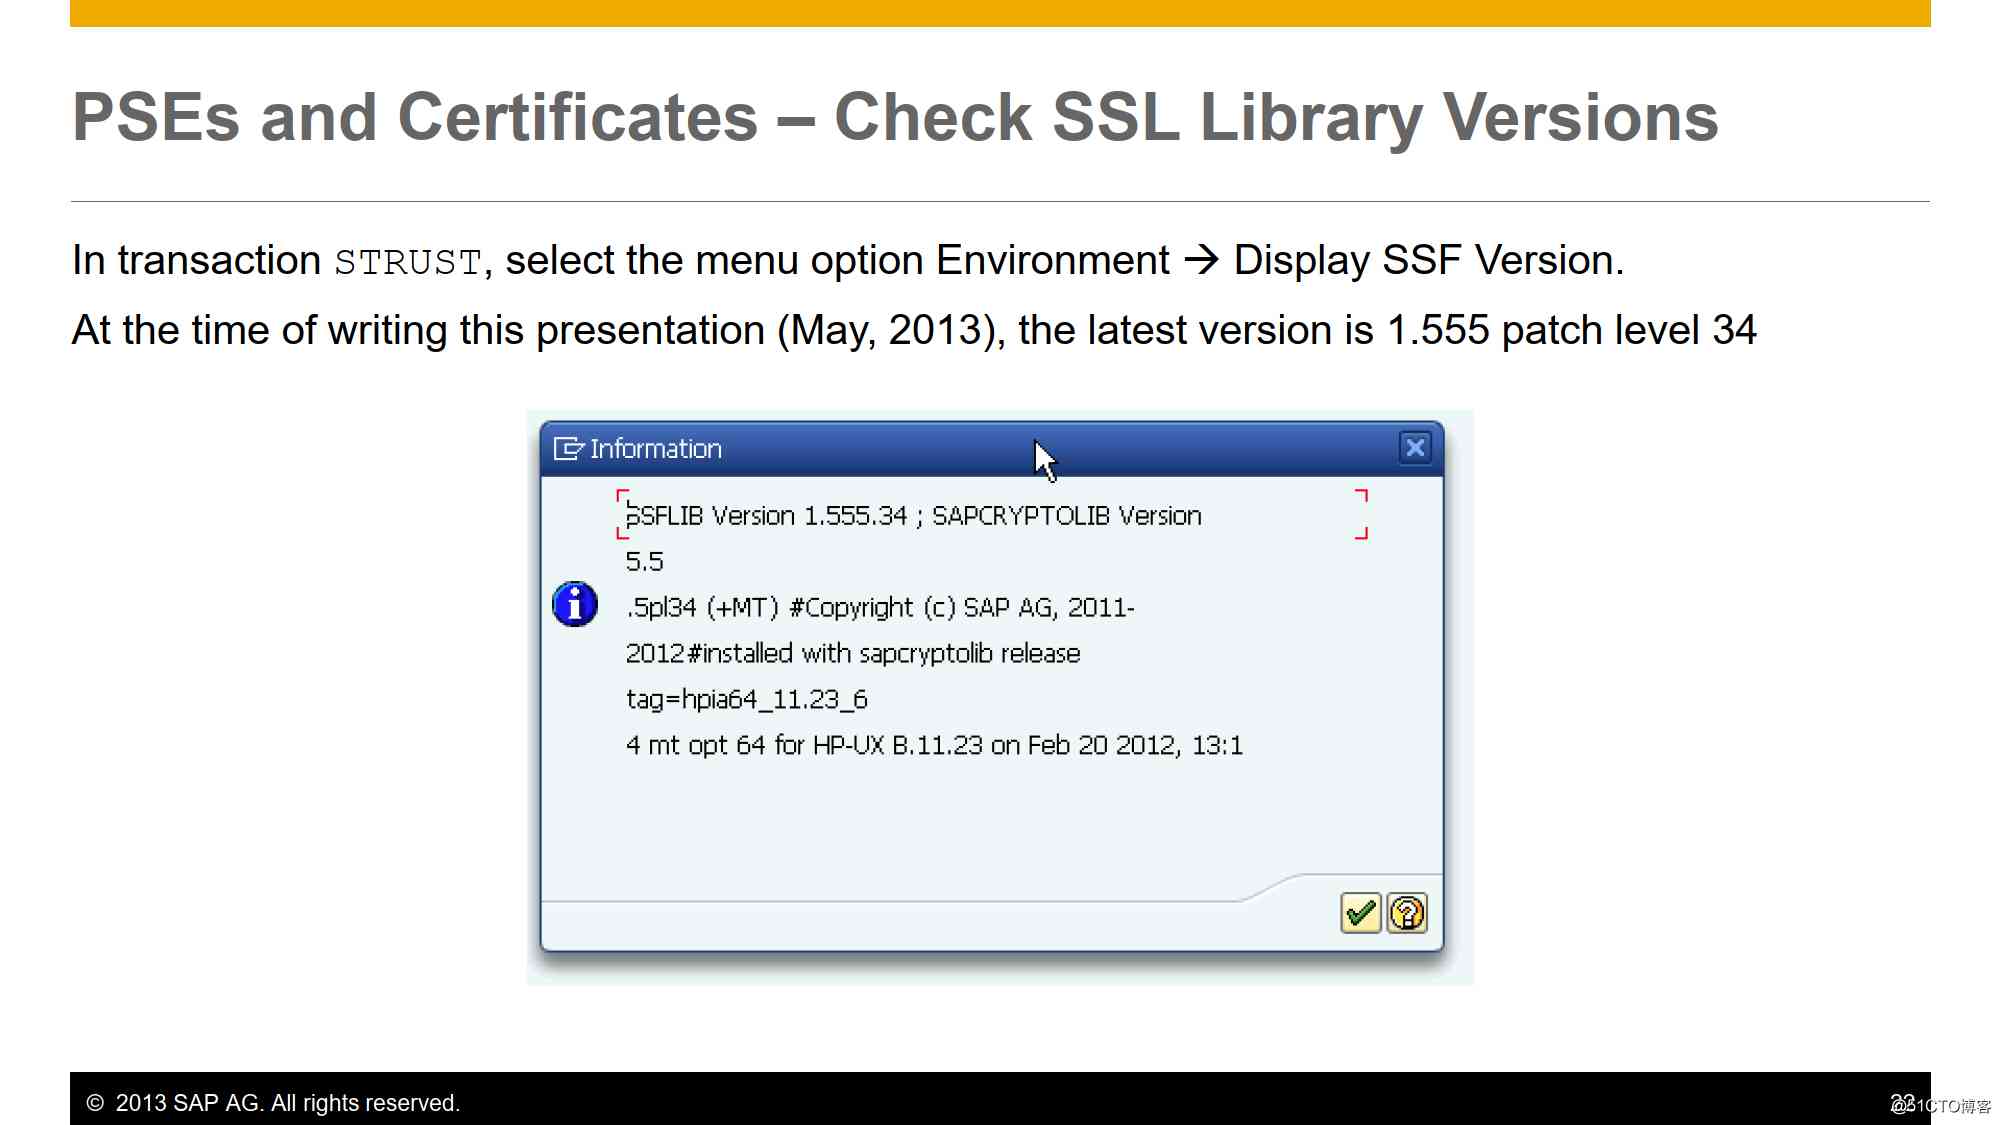 PSEs and Certificates – Check SSL Library Versions
In transaction STRUST, select the menu option Environment → Display SSF Version.
At the time of writing this presentation (May, 2013), the latest version is 1.555 patch level 34
Information
SSFLIB Version 1.555.34 ; SAPCRYPTOLIB Version
5.5
.5pl34 (+MT) #Copyright (c) SAP AG, 2011-
2012#installed with sapcryptolib release
tag=hpia64_11.23_6
4 mt opt 64 for HP-UX B.11.23 on Feb 20 2012, 13:1
© 2013 SAP AG. All rights reserved.
@51CTO博客